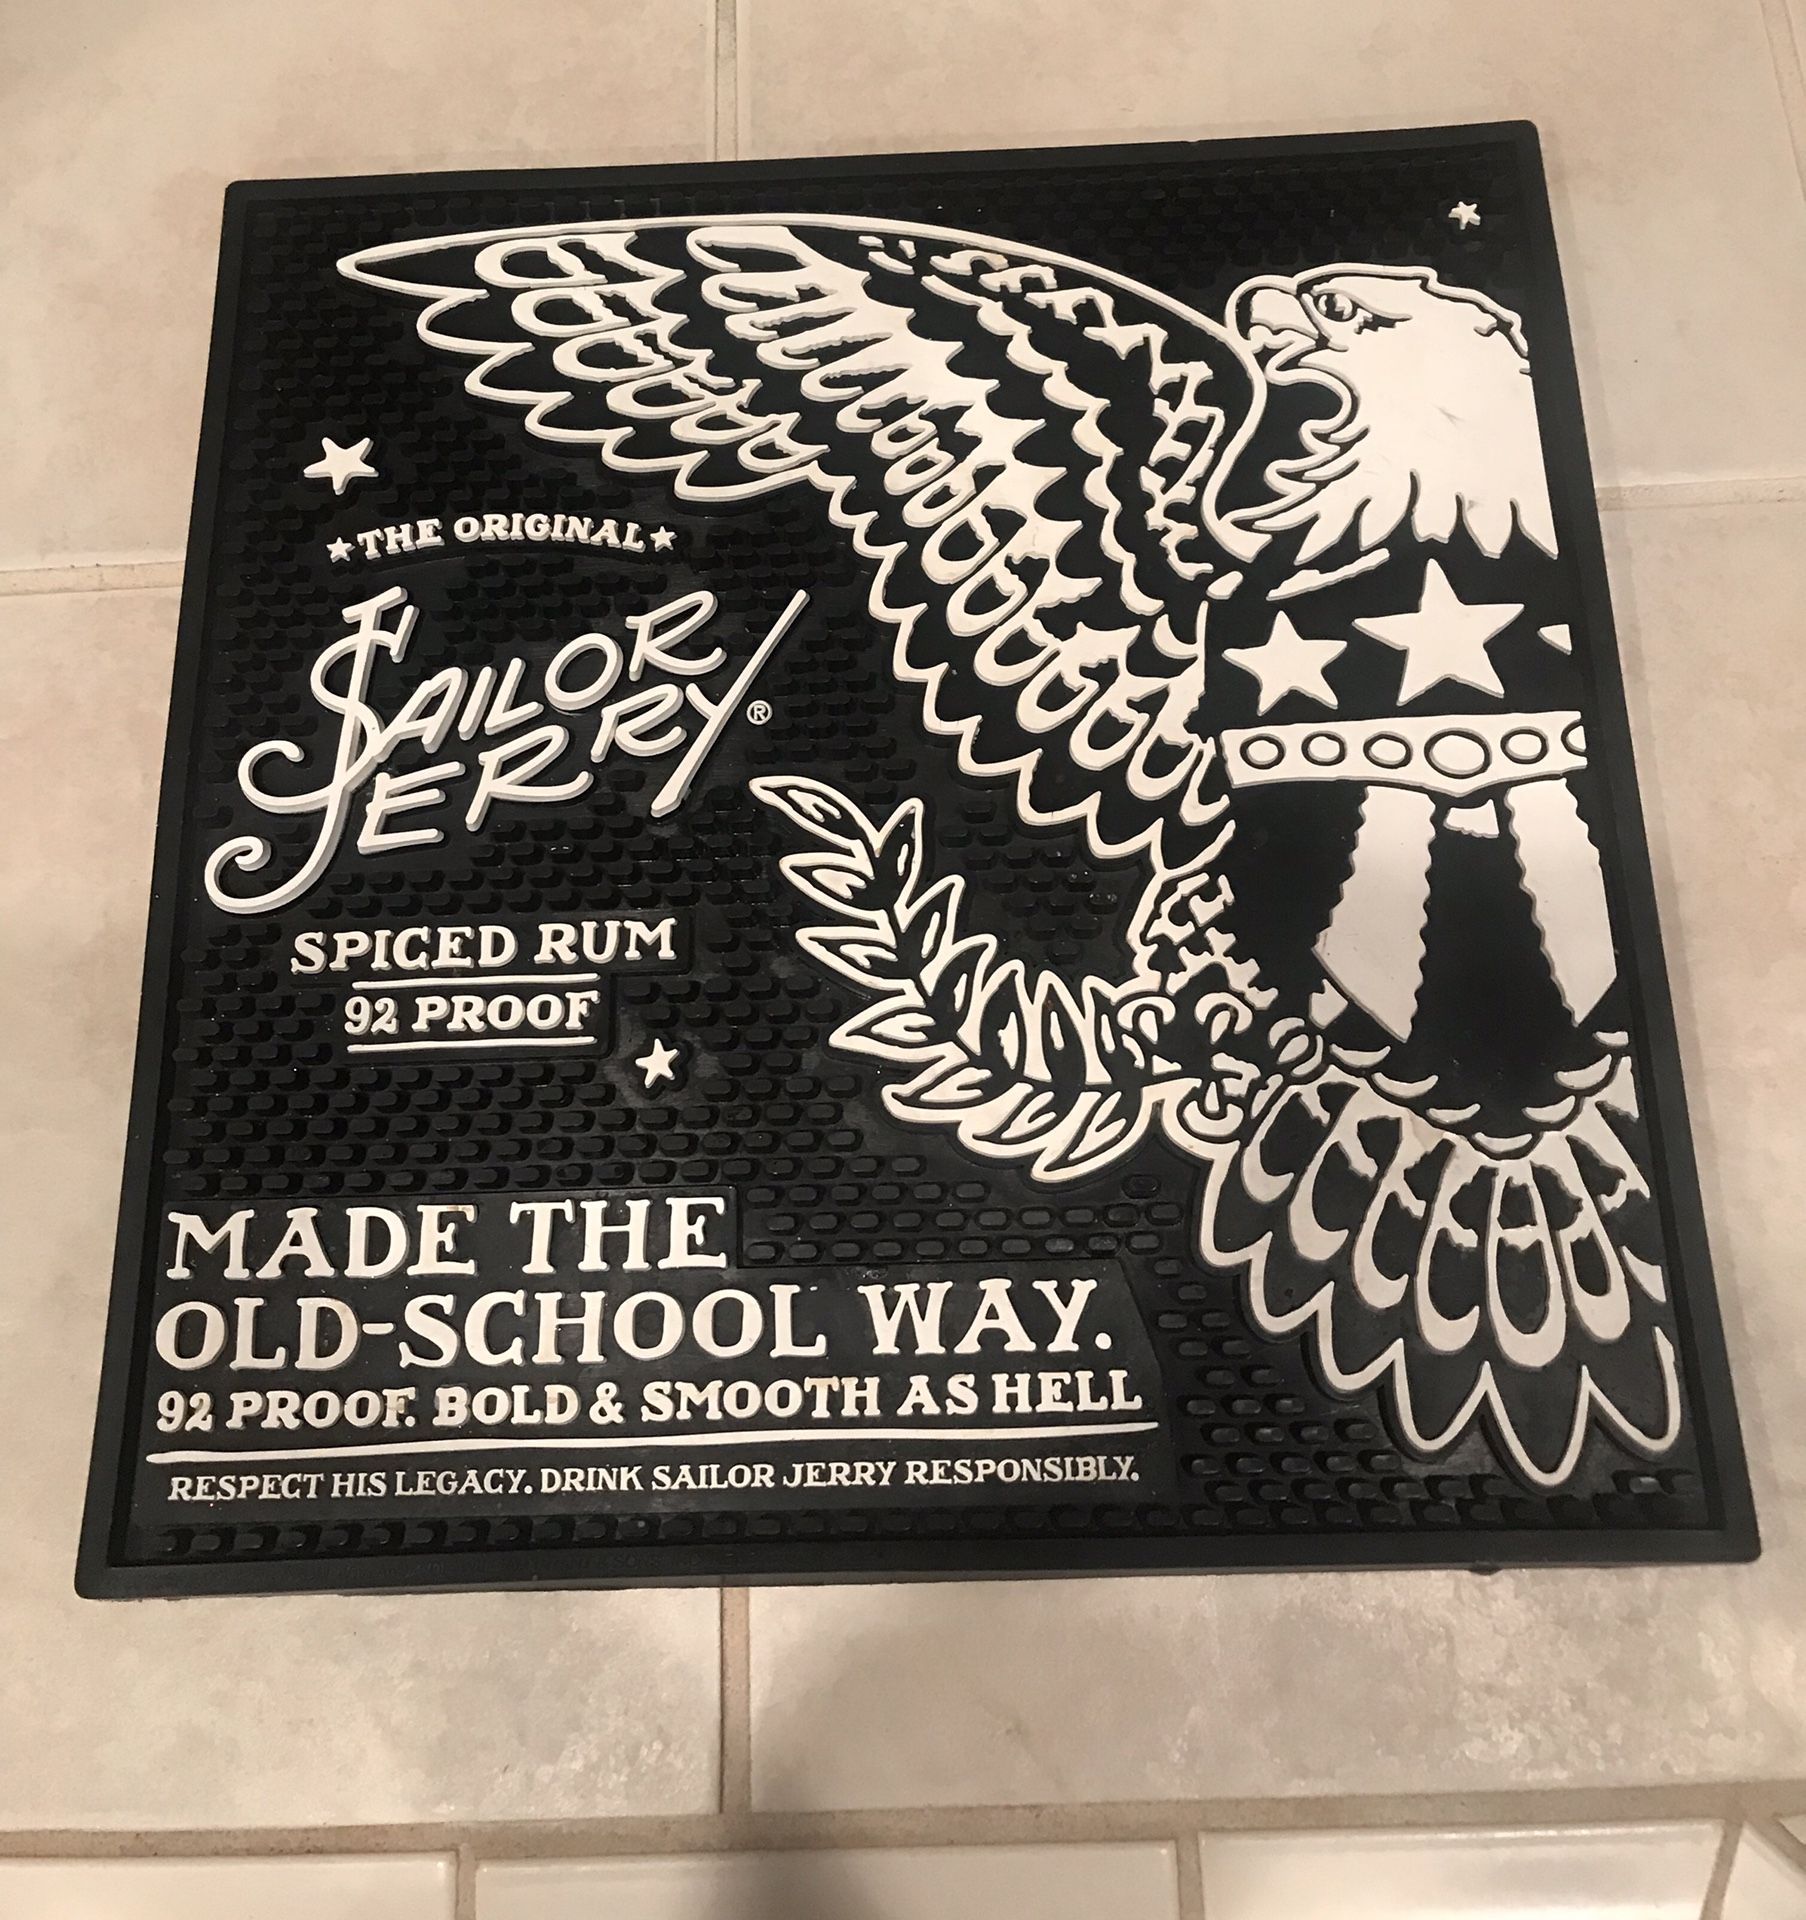 THE ORIGINAL
SAILOR
JERRY®
SPICED RUM
92 PROOF
MADE THE
OLD-SCHOOL WAY.
92 PROOF. BOLD & SMOOTH AS HELL
RESPECT HIS LEGACY. DRINK SAILOR JERRY RESPONSIBLY.